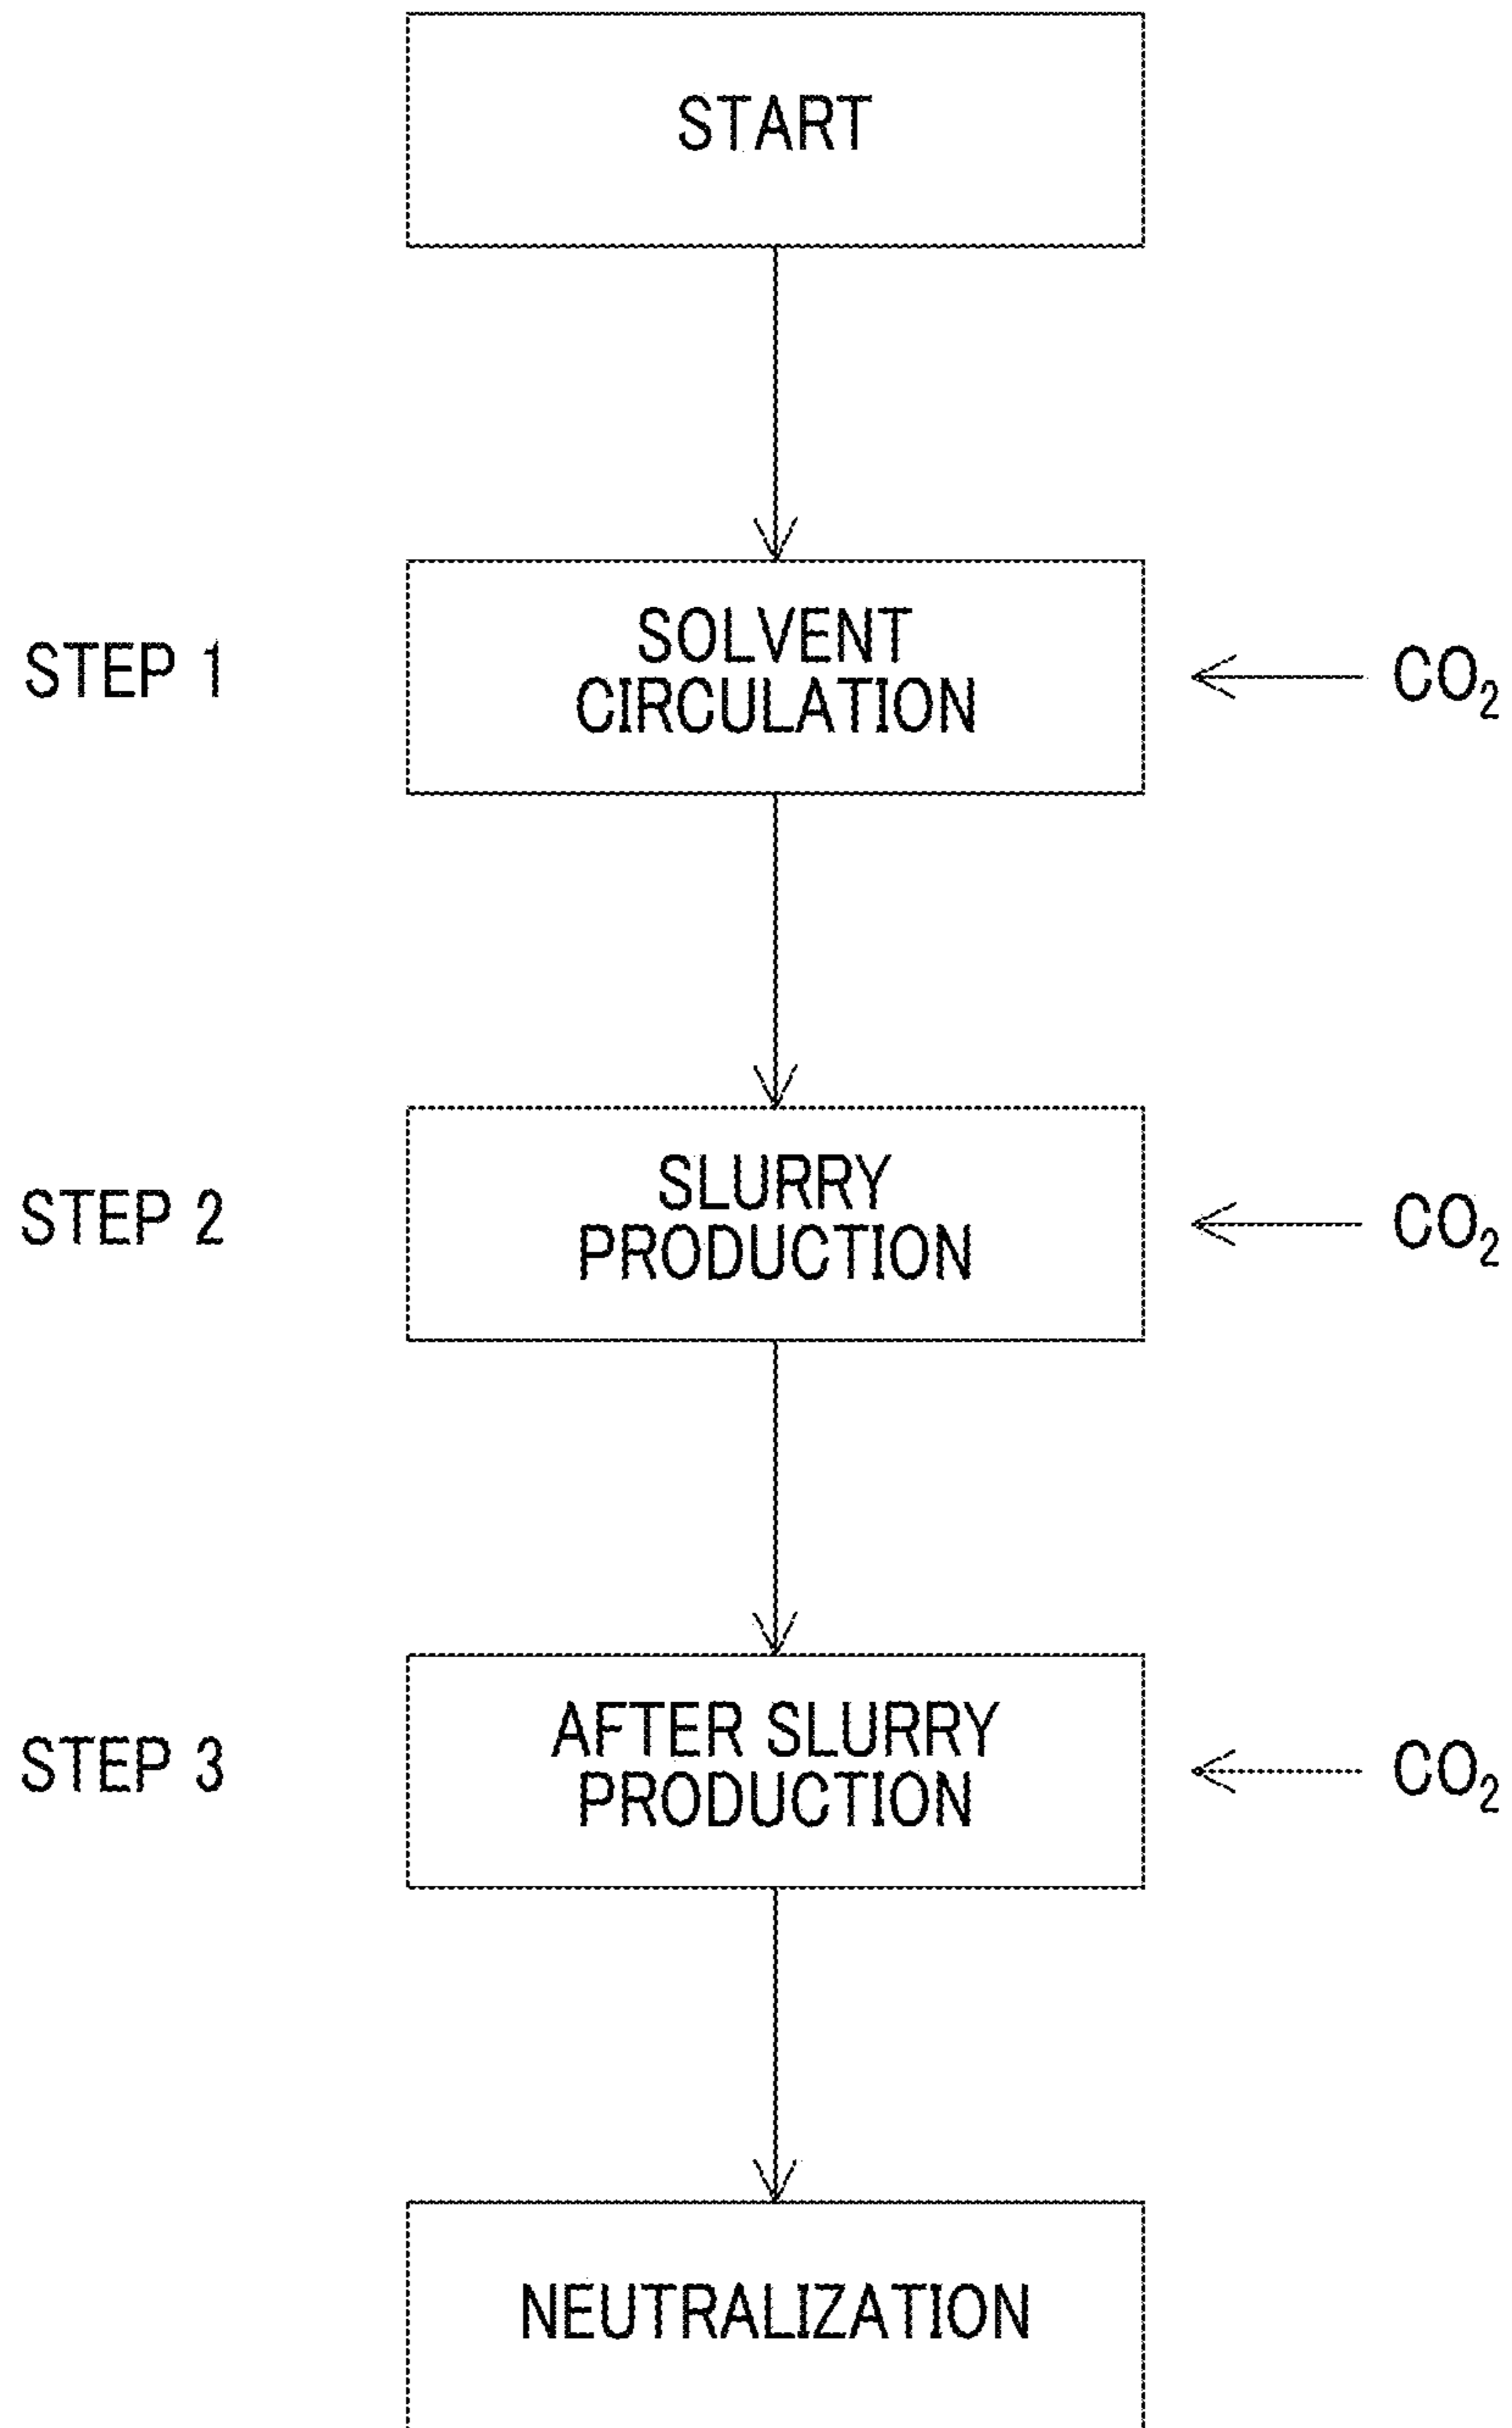 START
STEP 1
SOLVENT
CIRCULATION
CO₂
STEP 2
SLURRY
PRODUCTION
CO₂
STEP 3
AFTER SLURRY
PRODUCTION
CO₂
NEUTRALIZATION